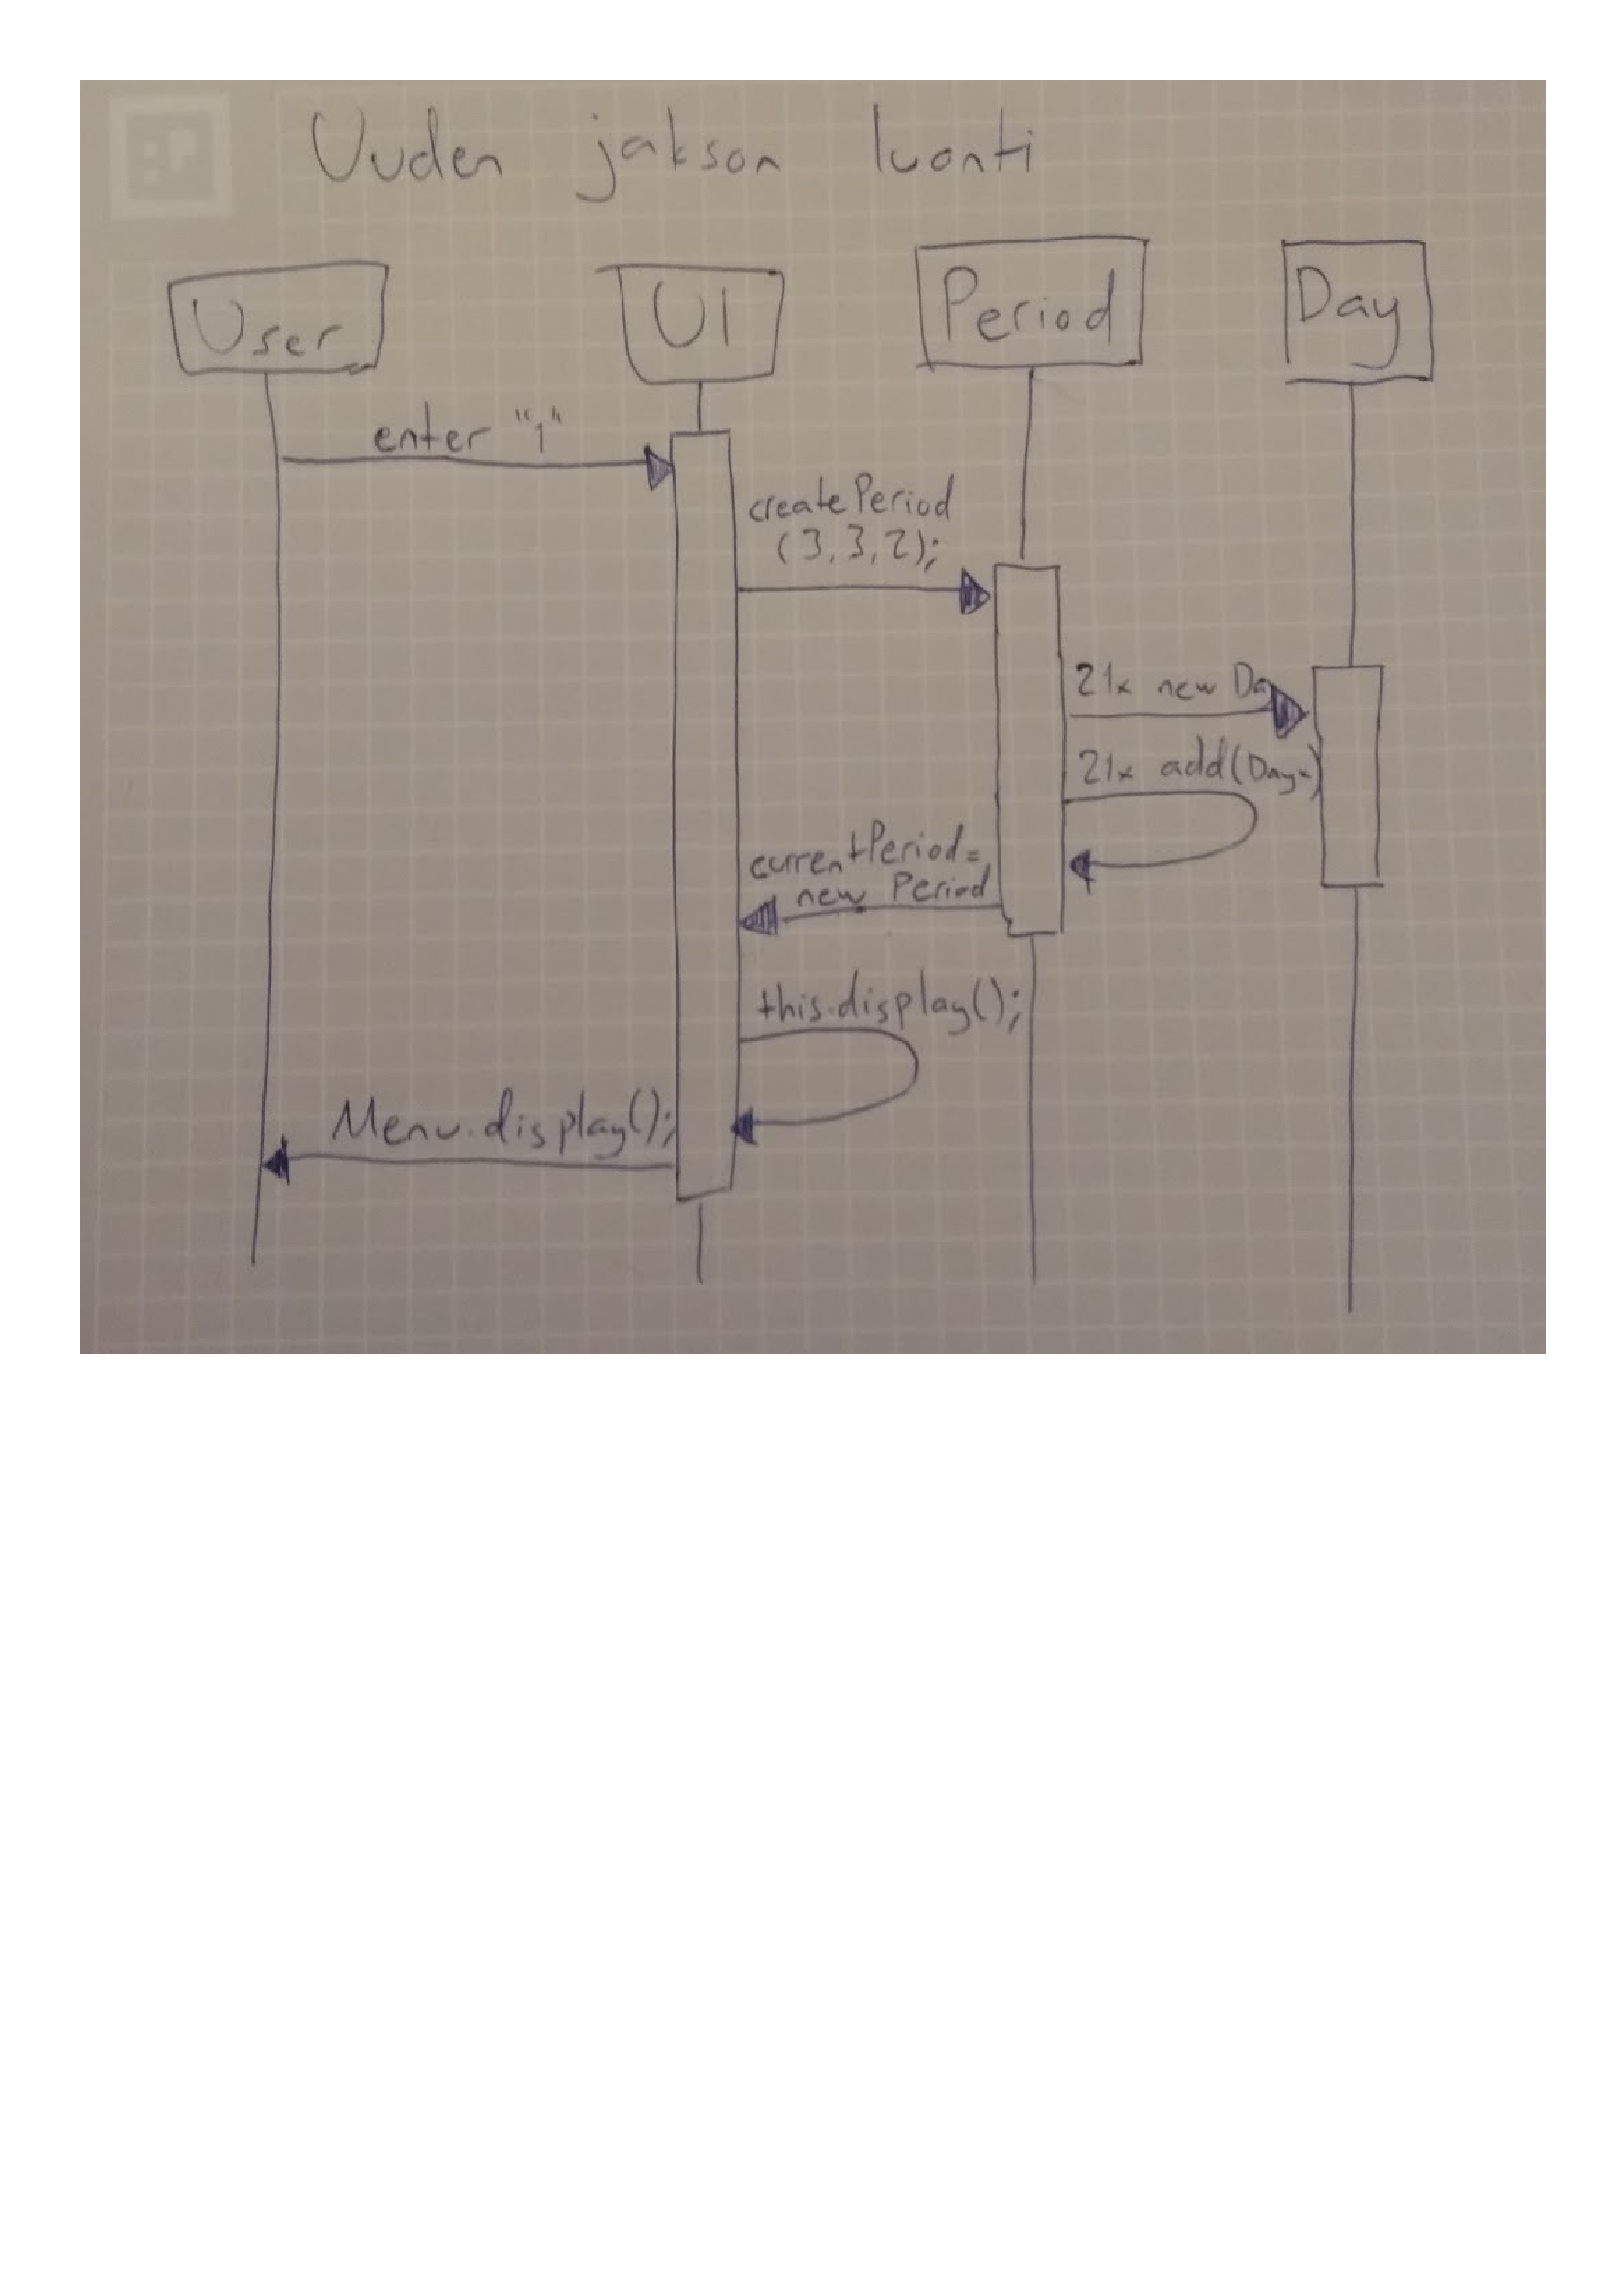 Uuden jakson luonti
User
UI
Period
Day
enter "1"
createPeriod
(3,3,2);
21x new Day
21x add(Dayx)
currentPeriod=
new Period
this.display();
Menu.display();